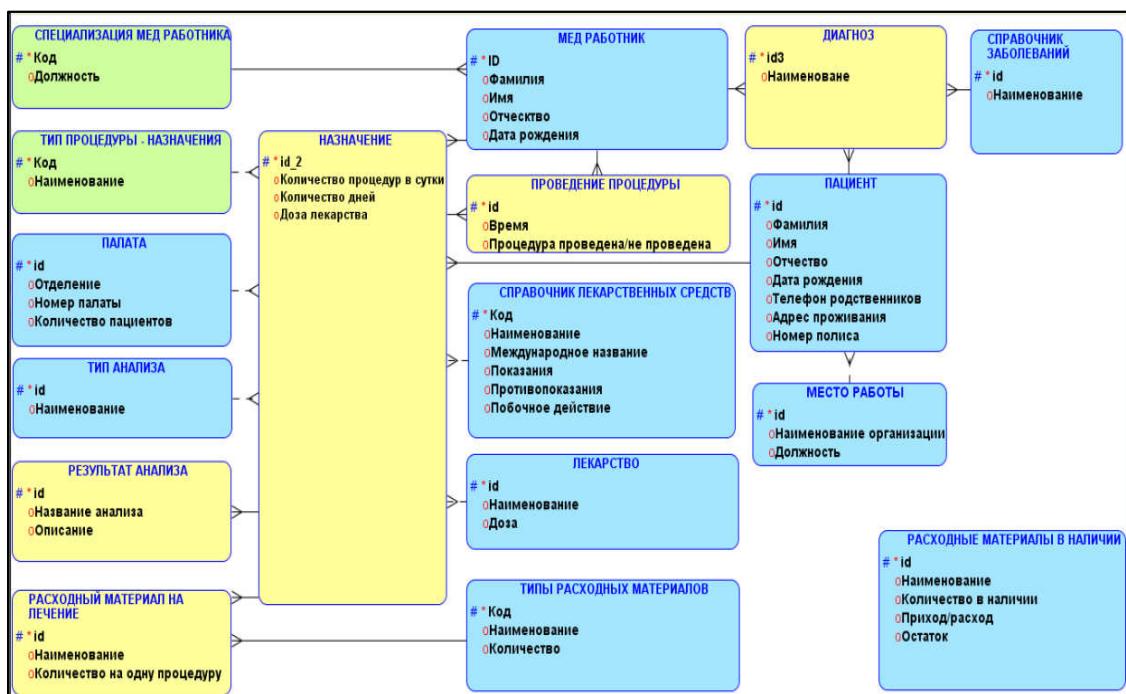 СПЕЦИАЛИЗАЦИЯ МЕД РАБОТНИКА
# * Код
о Должность
ТИП ПРОЦЕДУРЫ - НАЗНАЧЕНИЯ
# * Код
о Наименование
ПАЛАТА
# * id
о Отделение
о Номер палаты
о Количество пациентов
ТИП АНАЛИЗА
# * id
о Наименование
РЕЗУЛЬТАТ АНАЛИЗА
# * id
о Название анализа
о Описание
РАСХОДНЫЙ МАТЕРИАЛ НА
ЛЕЧЕНИЕ
# * id
о Наименование
о Количество на одну процедуру
НАЗНАЧЕНИЕ
# * id_2
о Количество процедур в сутки
о Количество дней
о Доза лекарства
МЕД РАБОТНИК
# * ID
о Фамилия
о Имя
о Отческтво
о Дата рождения
ПРОВЕДЕНИЕ ПРОЦЕДУРЫ
# * id
о Время
о Процедура проведена/не проведена
СПРАВОЧНИК ЛЕКАРСТВЕННЫХ СРЕДСТВ
# * Код
о Наименование
о Международное название
о Показания
о Противопоказания
о Побочное действие
ЛЕКАРСТВО
# * id
о Наименование
о Доза
ТИПЫ РАСХОДНЫХ МАТЕРИАЛОВ
# * Код
о Наименование
о Количество
ДИАГНОЗ
# * id3
о Наименоване
СПРАВОЧНИК
ЗАБОЛЕВАНИЙ
# * id
о Наименование
ПАЦИЕНТ
# * id
о Фамилия
о Имя
о Отчество
о Дата рождения
о Телефон родственников
о Адрес проживания
о Номер полиса
МЕСТО РАБОТЫ
# * id
о Наименование организации
о Должность
РАСХОДНЫЕ МАТЕРИАЛЫ В НАЛИЧИИ
# * id
о Наименование
о Количество в наличии
о Приход/расход
о Остаток